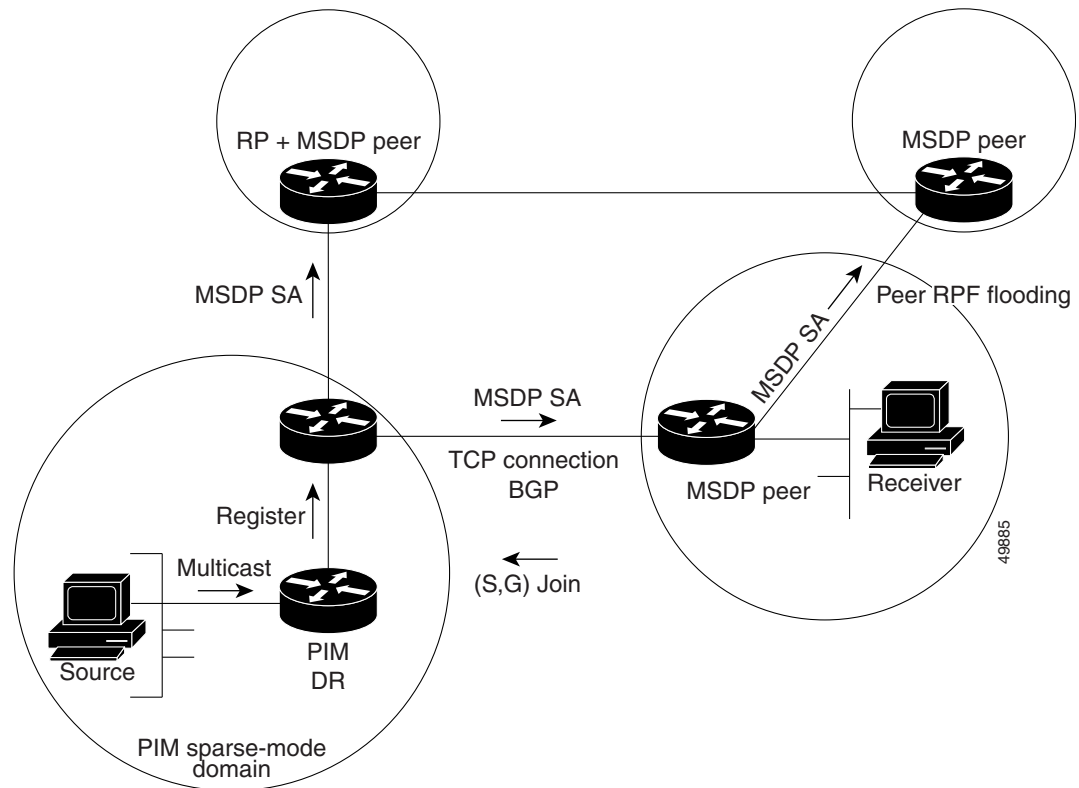 RP + MSDP peer
MSDP peer
MSDP SA
Peer RPF flooding
MSDP SA
MSDP SA
TCP connection
BGP
MSDP peer
Receiver
Register
Multicast
(S,G) Join
49885
Source
PIM
DR
PIM sparse-mode
domain